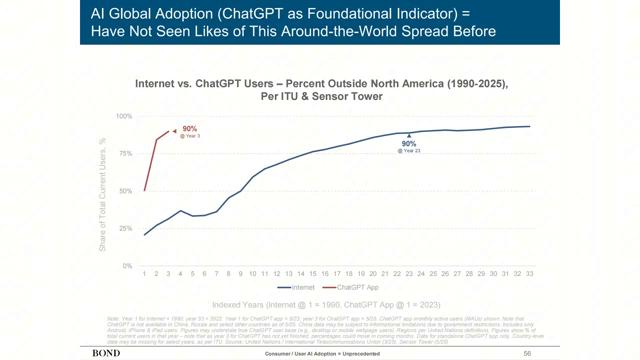 AI Global Adoption (ChatGPT as Foundational Indicator) =
Have Not Seen Likes of This Around-the-World Spread Before
Internet vs. ChatGPT Users – Percent Outside North America (1990-2025),
Per ITU & Sensor Tower
Share of Total Current Users, %
100%
75%
50%
25%
0%
90%
@ Year 3
90%
@ Year 23
1 2 3 4 5 6 7 8 9 10 11 12 13 14 15 16 17 18 19 20 21 22 23 24 25 26 27 28 29 30 31 32 33
Internet ChatGPT App
Indexed Years (Internet @ 1 = 1990, ChatGPT App @ 1 = 2023)
Note: Year 1 for Internet = 1990; year 33 = 2022. Year 1 for ChatGPT app = 5/23; year 3 for ChatGPT app = 5/25. ChatGPT app monthly active users (MAUs) shown. Note that
ChatGPT is not available in China, Russia and select other countries as of 5/25. China data may be subject to informational limitations due to government restrictions. Includes only
Android, iPhone & iPad users. Figures may understate true ChatGPT user base (e.g., desktop or mobile webpage users). Regions per United Nations definitions. Figures show % of
total current users in that year – note that as year 3 for ChatGPT has not yet finished, percentages could move in coming months. Data for standalone ChatGPT app only. Country-level
data may be missing for select years, as per ITU. Source: United Nations / International Telecommunications Union (3/25), Sensor Tower (5/25)
BOND
Consumer / User AI Adoption = Unprecedented
56